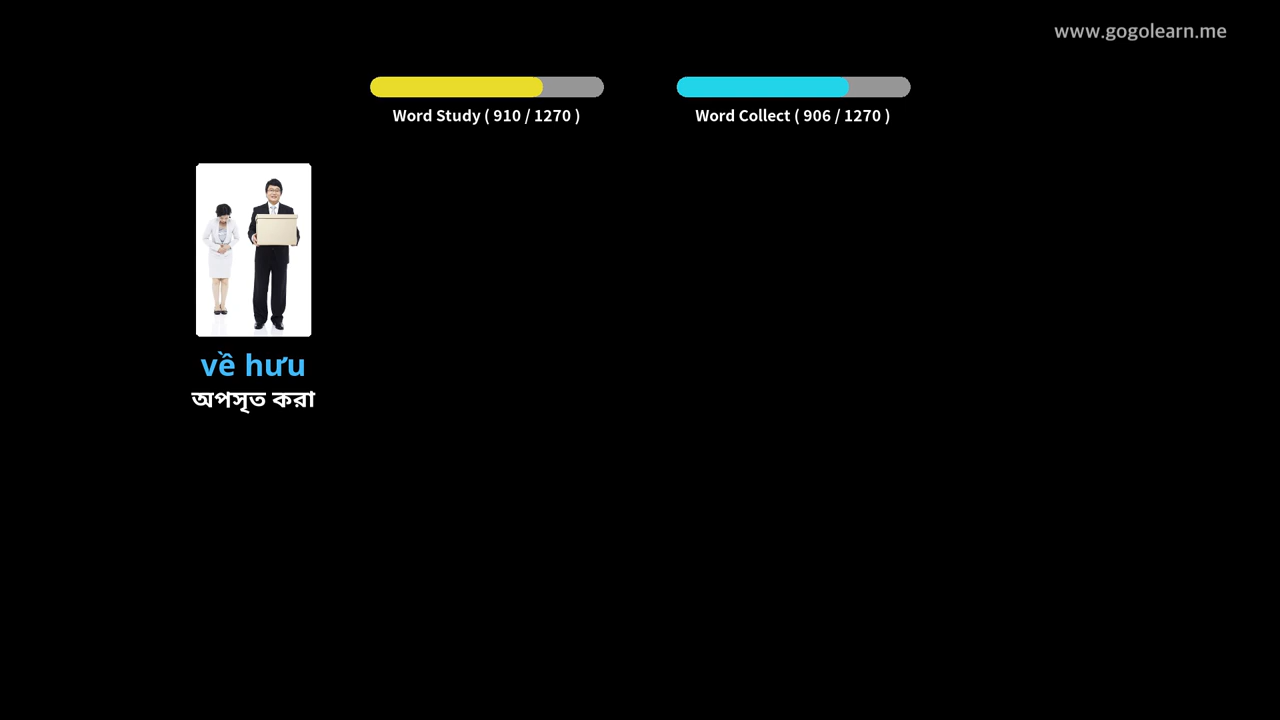 www.gogolearn.me
Word Study ( 910 / 1270 )
Word Collect ( 906 / 1270 )
về hưu
অপসৃত করা